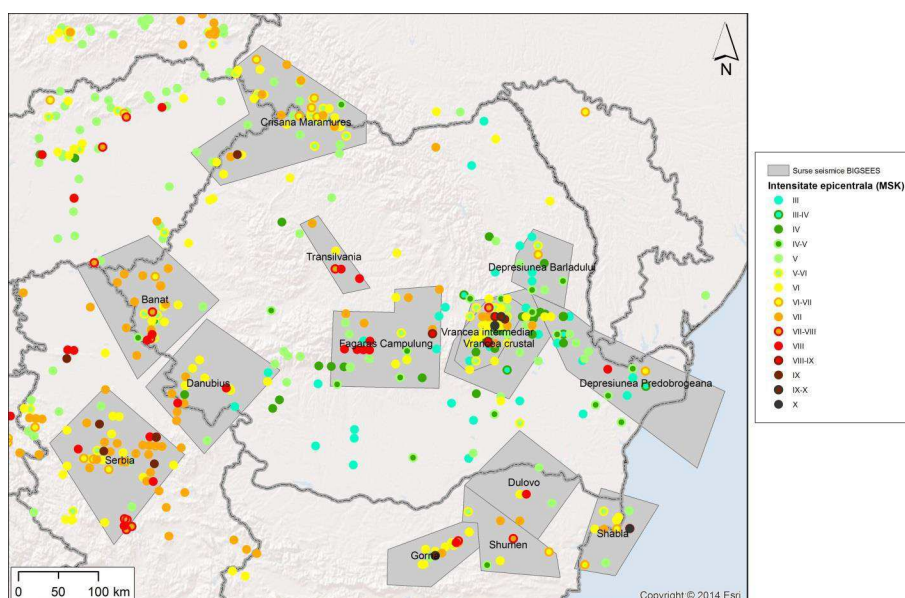 N
Crisana Maramures
Transilvania
Depresiunea Barladului
Banat
Vrancea intermediar
Fagaras Campulung
Vrancea crustal
Danubius
Depresiunea Predobrogeana
Serbia
Dulovo
Shabla
Shumen
0 50 100 km
Copyright © 2014 Esri
Surse seismice BIGSEES
Intensitate epicentrala (MSK)
III
III-IV
IV
IV-V
V
V-VI
VI
VI-VII
VII
VII-VIII
VIII
VIII-IX
IX
IX-X
X